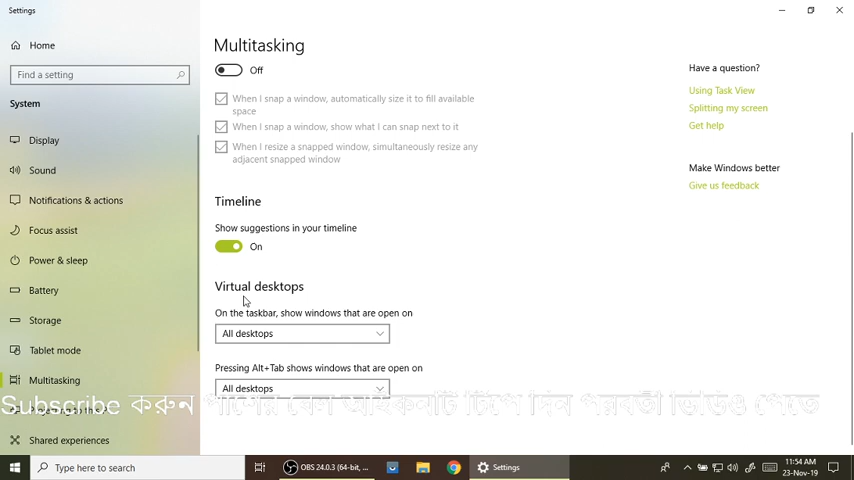 Settings
Home
Find a setting
System
Display
Sound
Notifications & actions
Focus assist
Power & sleep
Battery
Storage
Tablet mode
Multitasking
Shared experiences
Multitasking
Off
When I snap a window, automatically size it to fill available
space
When I snap a window, show what I can snap next to it
When I resize a snapped window, simultaneously resize any
adjacent snapped window
Timeline
Show suggestions in your timeline
On
Virtual desktops
On the taskbar, show windows that are open on
All desktops
Pressing Alt+Tab shows windows that are open on
All desktops
Have a question?
Using Task View
Splitting my screen
Get help
Make Windows better
Give us feedback
Subscribe করুন পাশের বেল আইকনটি টিপে দিন পরবর্তী ভিডিও পেতে
Type here to search
OBS 24.0.3 (64-bit, ...
Settings
11:54 AM
23-Nov-19